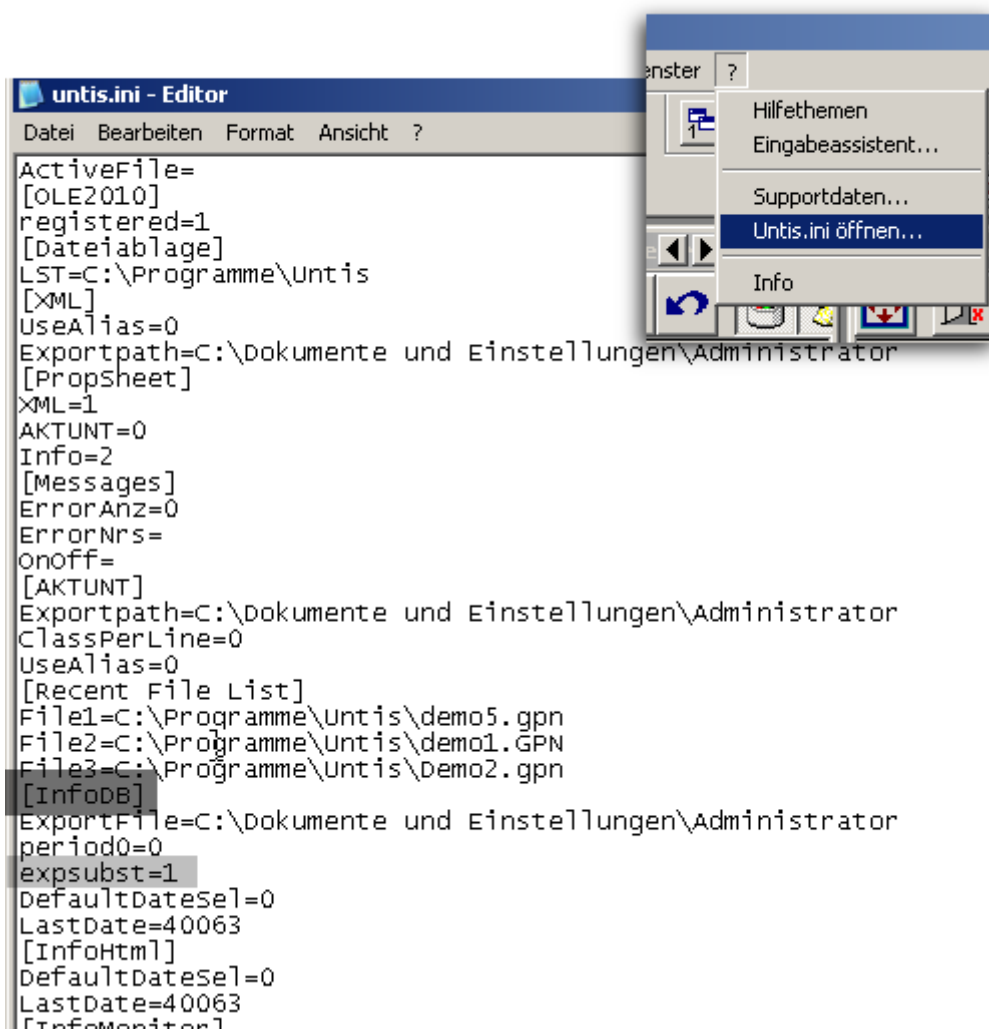 enster ?
Hilfethemen
Eingabeassistent...
Supportdaten...
Untis.ini öffnen...
Info
untis.ini - Editor
Datei Bearbeiten Format Ansicht ?
ActiveFile=
[OLE2010]
registered=1
[Dateiablage]
LST=C:\Programme\Untis
[XML]
UseAlias=0
Exportpath=C:\Dokumente und Einstellungen\Administrator
[PropSheet]
XML=1
AKTUNT=0
Info=2
[Messages]
ErrorAnz=0
ErrorNrs=
OnOff=
[AKTUNT]
Exportpath=C:\Dokumente und Einstellungen\Administrator
ClassPerLine=0
UseAlias=0
[Recent File List]
File1=C:\Programme\Untis\demo5.gpn
File2=C:\Programme\Untis\demo1.GPN
File3=C:\Programme\Untis\Demo2.gpn
[InfoDB]
ExportFile=C:\Dokumente und Einstellungen\Administrator
period0=0
expsubst=1
DefaultDateSel=0
LastDate=40063
[InfoHtml]
DefaultDateSel=0
LastDate=40063
[InfoMonitor]